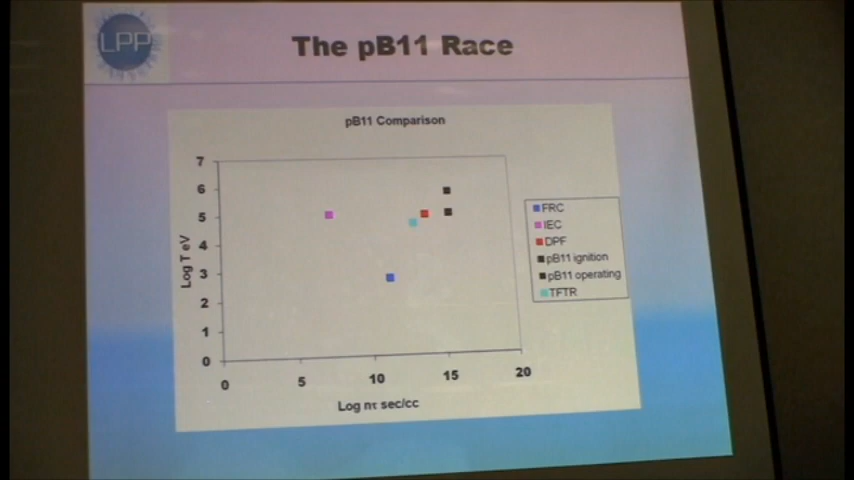 LPP
The pB11 Race
pB11 Comparison
7
6
5
4
3
2
1
0
Log T eV
0 5 10 15 20
Log nτ sec/cc
FRC
IEC
DPF
pB11 ignition
pB11 operating
TFTR